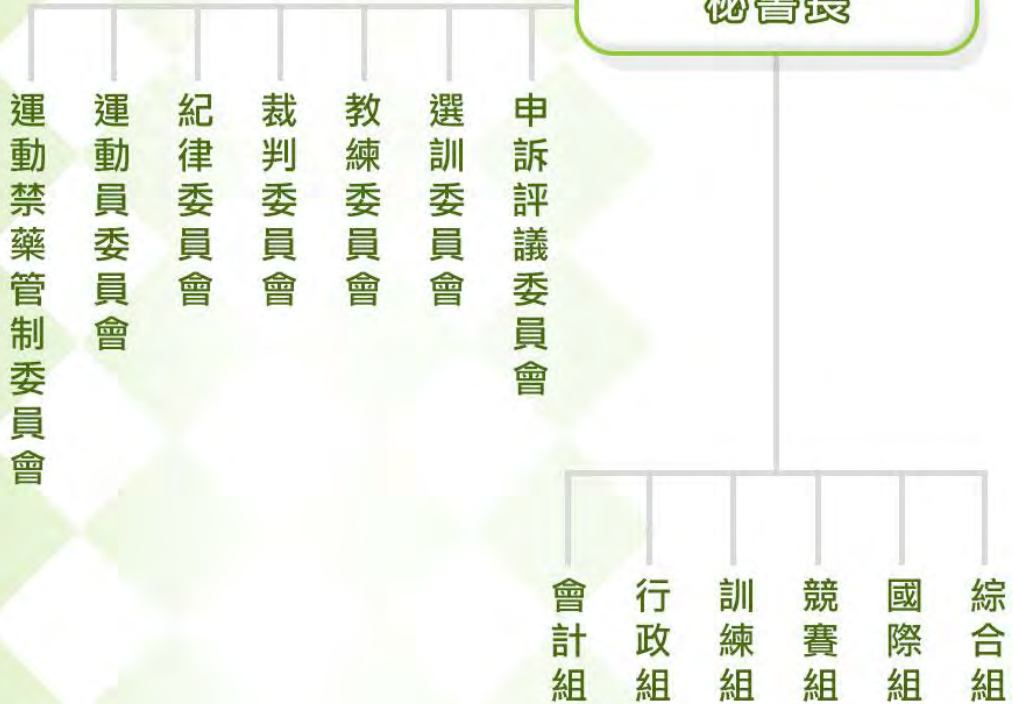 秘書長
運動禁藥管制委員會
運動員委員會
紀律委員會
裁判委員會
教練委員會
選訓委員會
申訴評議委員會
會計組
行政組
訓練組
競賽組
國際組
綜合組